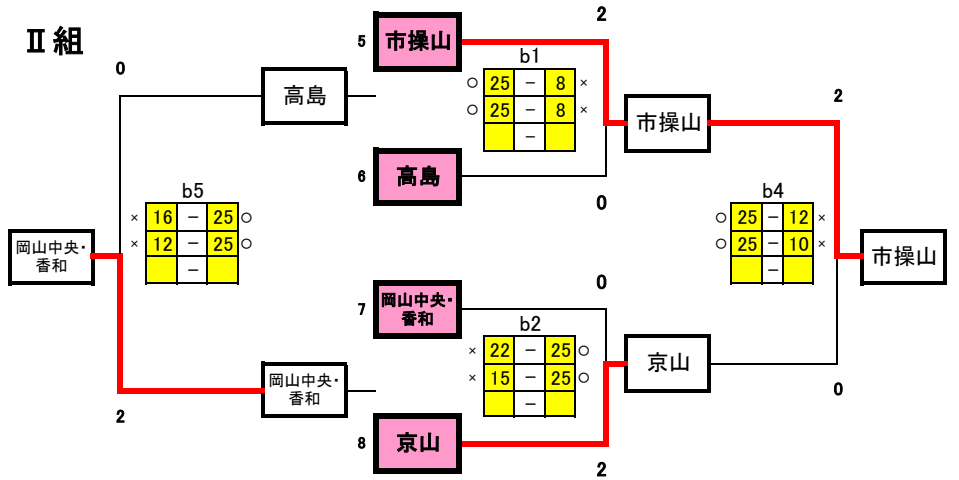 Ⅱ組
0
高島
5
市操山
2
b1
○ 25 － 8 ×
○ 25 － 8 ×
－
6
高島
0
市操山
2
b5
× 16 － 25 ○
× 12 － 25 ○
－
岡山中央・
香和
b4
○ 25 － 12 ×
○ 25 － 10 ×
－
市操山
7
岡山中央・
香和
0
b2
× 22 － 25 ○
× 15 － 25 ○
－
京山
0
岡山中央・
香和
2
8
京山
2